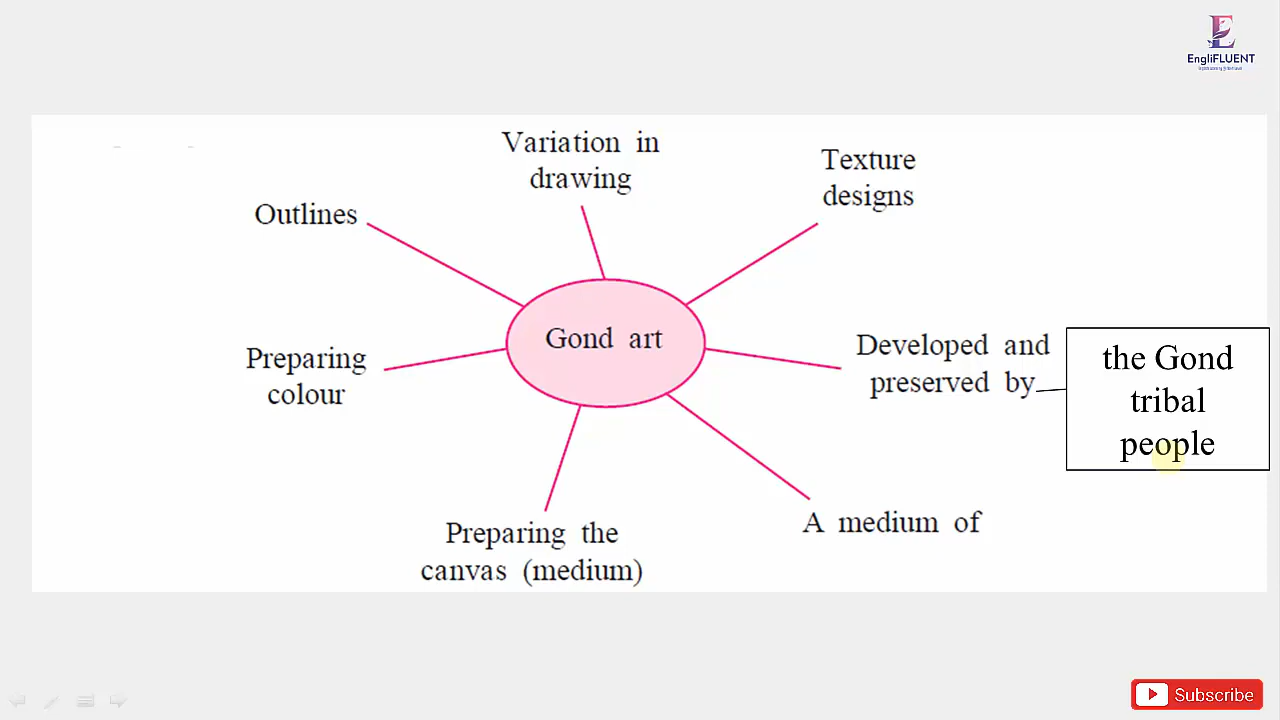 EngliFLUENT
Variation in
drawing
Texture
designs
Outlines
Gond art
Preparing
colour
Developed and
preserved by
the Gond
tribal
people
Preparing the
canvas (medium)
A medium of
Subscribe